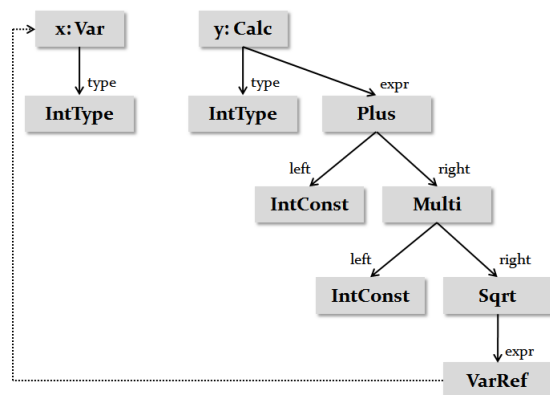 x: Var
y: Calc
type
type
expr
IntType
IntType
Plus
left
right
IntConst
Multi
left
right
IntConst
Sqrt
expr
VarRef